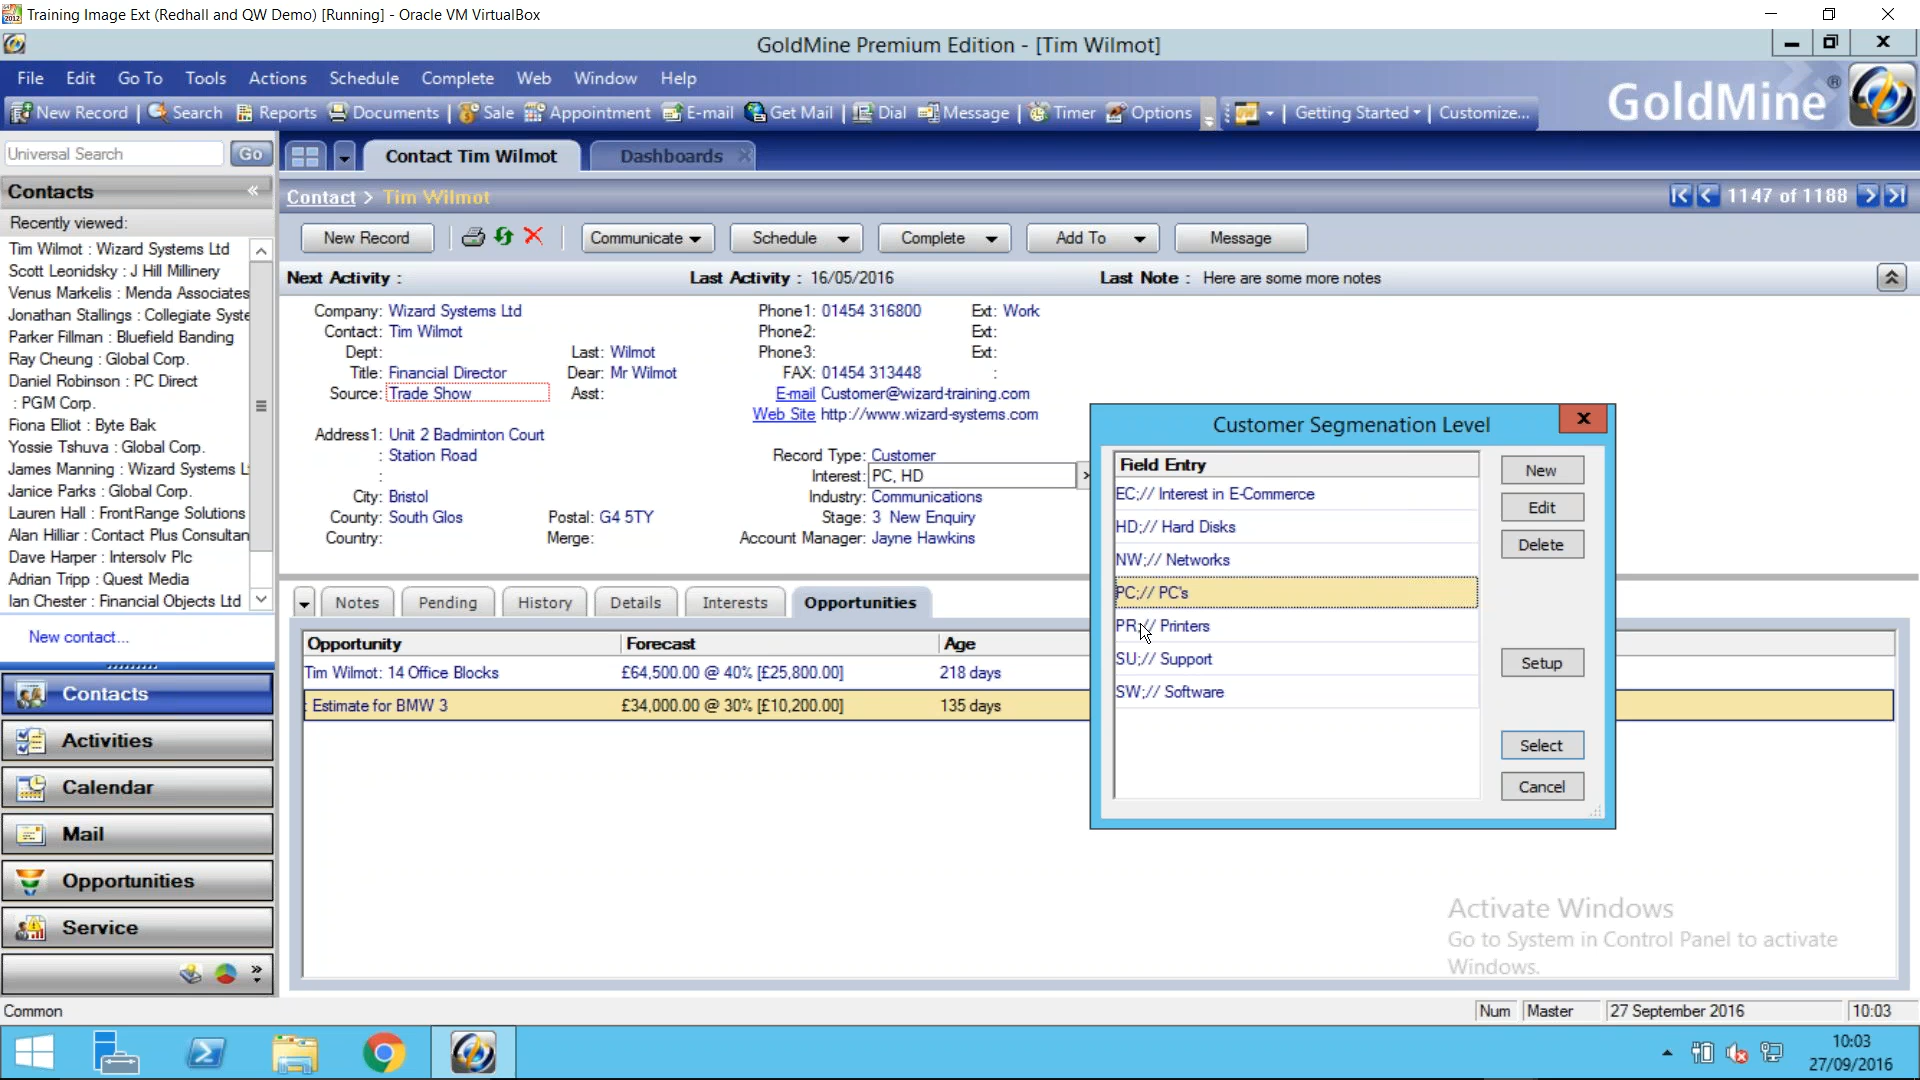 Training Image Ext (Redhall and QW Demo) [Running] - Oracle VM VirtualBox
GoldMine Premium Edition - [Tim Wilmot]
File Edit Go To Tools Actions Schedule Complete Web Window Help
New Record Search Reports Documents Sale Appointment E-mail Get Mail Dial Message Timer Options Getting Started Customize...
GoldMine®
Universal Search Go
Contact Tim Wilmot Dashboards
Contacts «
Contact > Tim Wilmot
1147 of 1188
Recently viewed:
Tim Wilmot : Wizard Systems Ltd
Scott Leonidsky : J Hill Millinery
Venus Markelis : Menda Associates
Jonathan Stallings : Collegiate Syste
Parker Fillman : Bluefield Banding
Ray Cheung : Global Corp.
Daniel Robinson : PC Direct
: PGM Corp.
Fiona Elliot : Byte Bak
Yossie Tshuva : Global Corp.
James Manning : Wizard Systems L
Janice Parks : Global Corp.
Lauren Hall : FrontRange Solutions
Alan Hilliar : Contact Plus Consultan
Dave Harper : Intersolv Plc
Adrian Tripp : Quest Media
Ian Chester : Financial Objects Ltd
New contact...
Contacts
Activities
Calendar
Mail
Opportunities
Service
New Record Communicate Schedule Complete Add To Message
Next Activity : Last Activity : 16/05/2016 Last Note : Here are some more notes
Company: Wizard Systems Ltd Phone1: 01454 316800 Ext: Work
Contact: Tim Wilmot Phone2: Ext:
Dept: Last: Wilmot Phone3: Ext:
Title: Financial Director Dear: Mr Wilmot FAX: 01454 313448 :
Source: Trade Show Asst: E-mail Customer@wizard-training.com
Web Site http://www.wizard-systems.com
Address1: Unit 2 Badminton Court
: Station Road Record Type: Customer
: Interest: PC, HD
City: Bristol Industry: Communications
County: South Glos Postal: G4 5TY Stage: 3 New Enquiry
Country: Merge: Account Manager: Jayne Hawkins
Notes Pending History Details Interests Opportunities
Opportunity Forecast Age
Tim Wilmot: 14 Office Blocks £64,500.00 @ 40% [£25,800.00] 218 days
: Estimate for BMW 3 £34,000.00 @ 30% [£10,200.00] 135 days
Customer Segmenation Level
Field Entry
EC;// Interest in E-Commerce
HD;// Hard Disks
NW;// Networks
PC;// PC's
PR;// Printers
SU;// Support
SW;// Software
New
Edit
Delete
Setup
Select
Cancel
Activate Windows
Go to System in Control Panel to activate
Windows.
Common Num Master 27 September 2016 10:03
10:03
27/09/2016